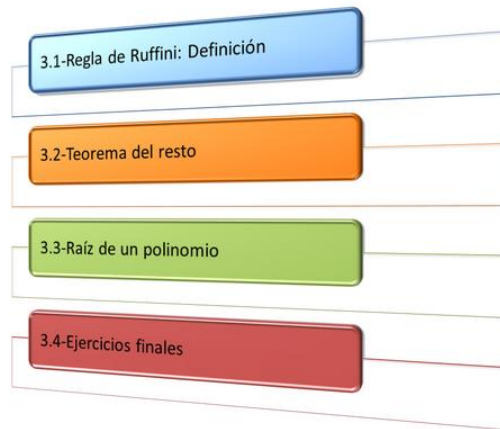 3.1-Regla de Ruffini: Definición
3.2-Teorema del resto
3.3-Raíz de un polinomio
3.4-Ejercicios finales